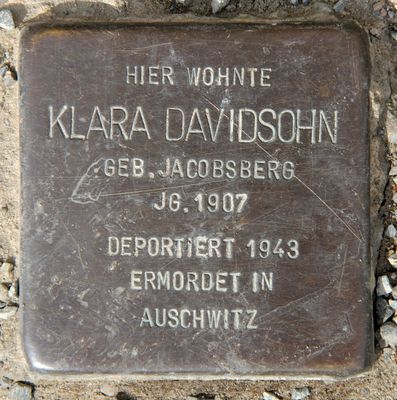 HIER WOHNTE
KLARA DAVIDSOHN
GEB. JACOBSBERG
JG. 1907
DEPORTIERT 1943
ERMORDET IN
AUSCHWITZ